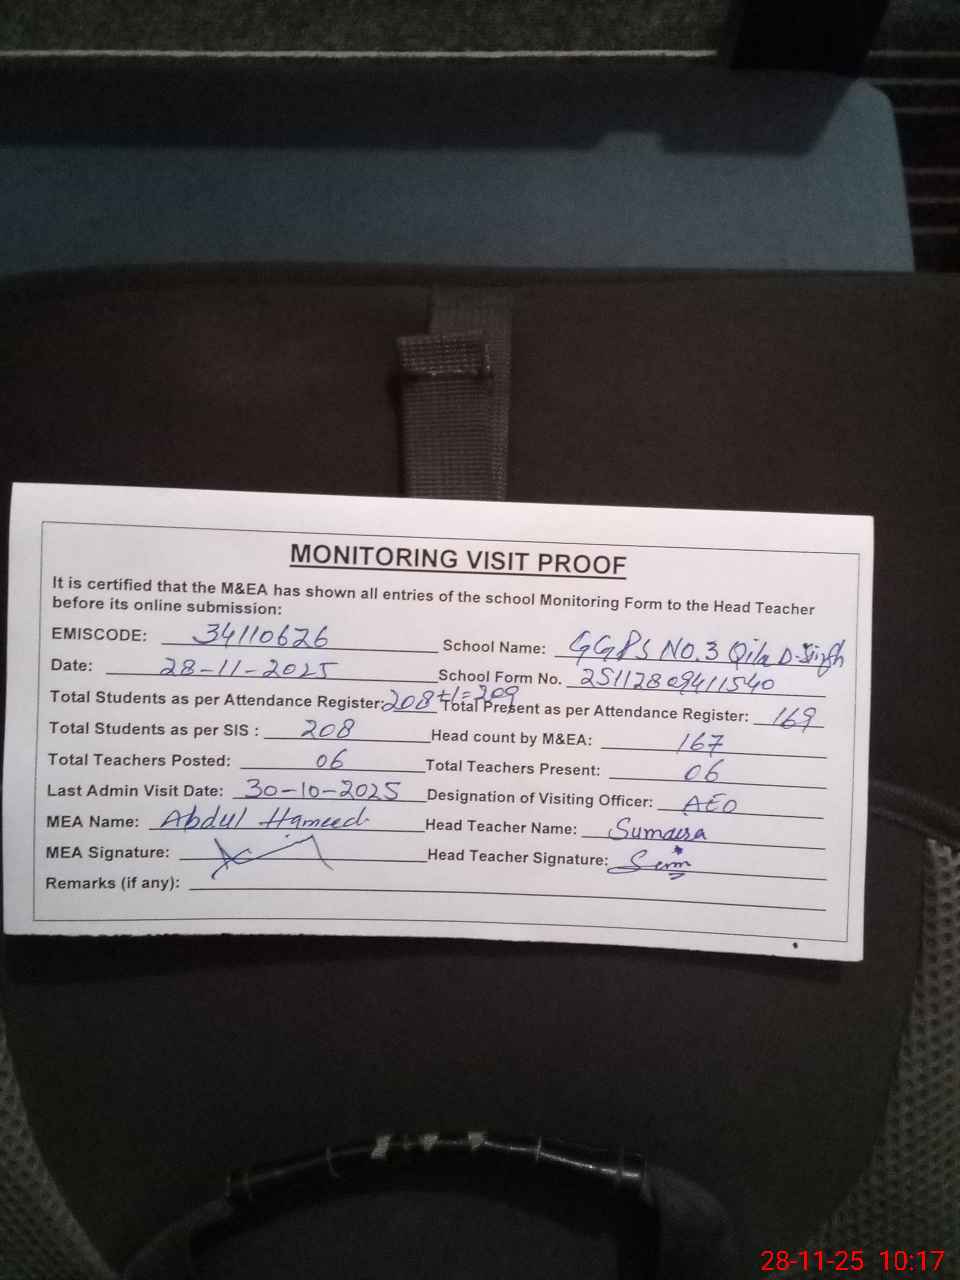 MONITORING VISIT PROOF
It is certified that the M&EA has shown all entries of the school Monitoring Form to the Head Teacher
before its online submission:
EMISCODE: 34110626 School Name: GGPS No.3 Qila D.Singh
Date: 28-11-2025 School Form No. 25112809411540
Total Students as per Attendance Register: 208+1=209 Total Present as per Attendance Register: 169
Total Students as per SIS : 208 Head count by M&EA: 167
Total Teachers Posted: 06 Total Teachers Present: 06
Last Admin Visit Date: 30-10-2025 Designation of Visiting Officer: AEO
MEA Name: Abdul Hameed Head Teacher Name: Sumaira
MEA Signature: Head Teacher Signature:
Remarks (if any):
28-11-25 10:17